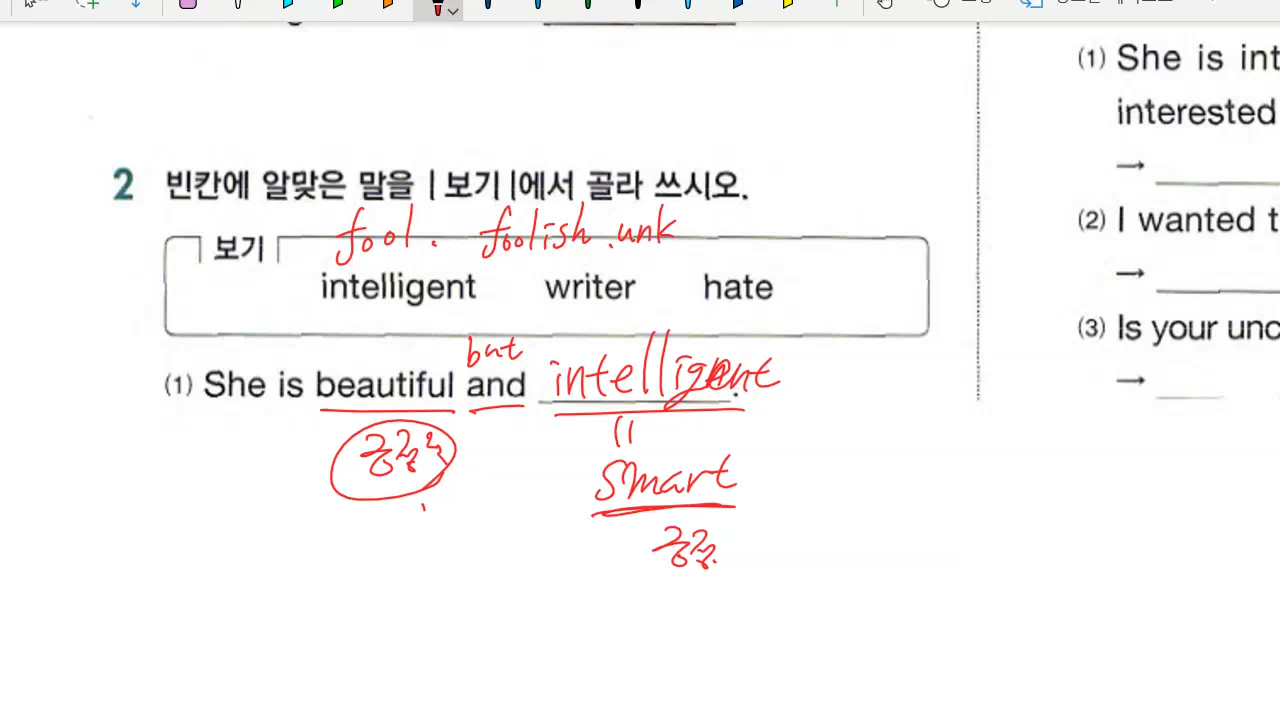 2 빈칸에 알맞은 말을 | 보기 |에서 골라 쓰시오.
fool. foolish.unk
보기
intelligent writer hate
but
(1) She is beautiful and intelligent.
긍정
"
smart
긍정
(1) She is int
interested
→
(2) I wanted t
→
(3) Is your unc
→